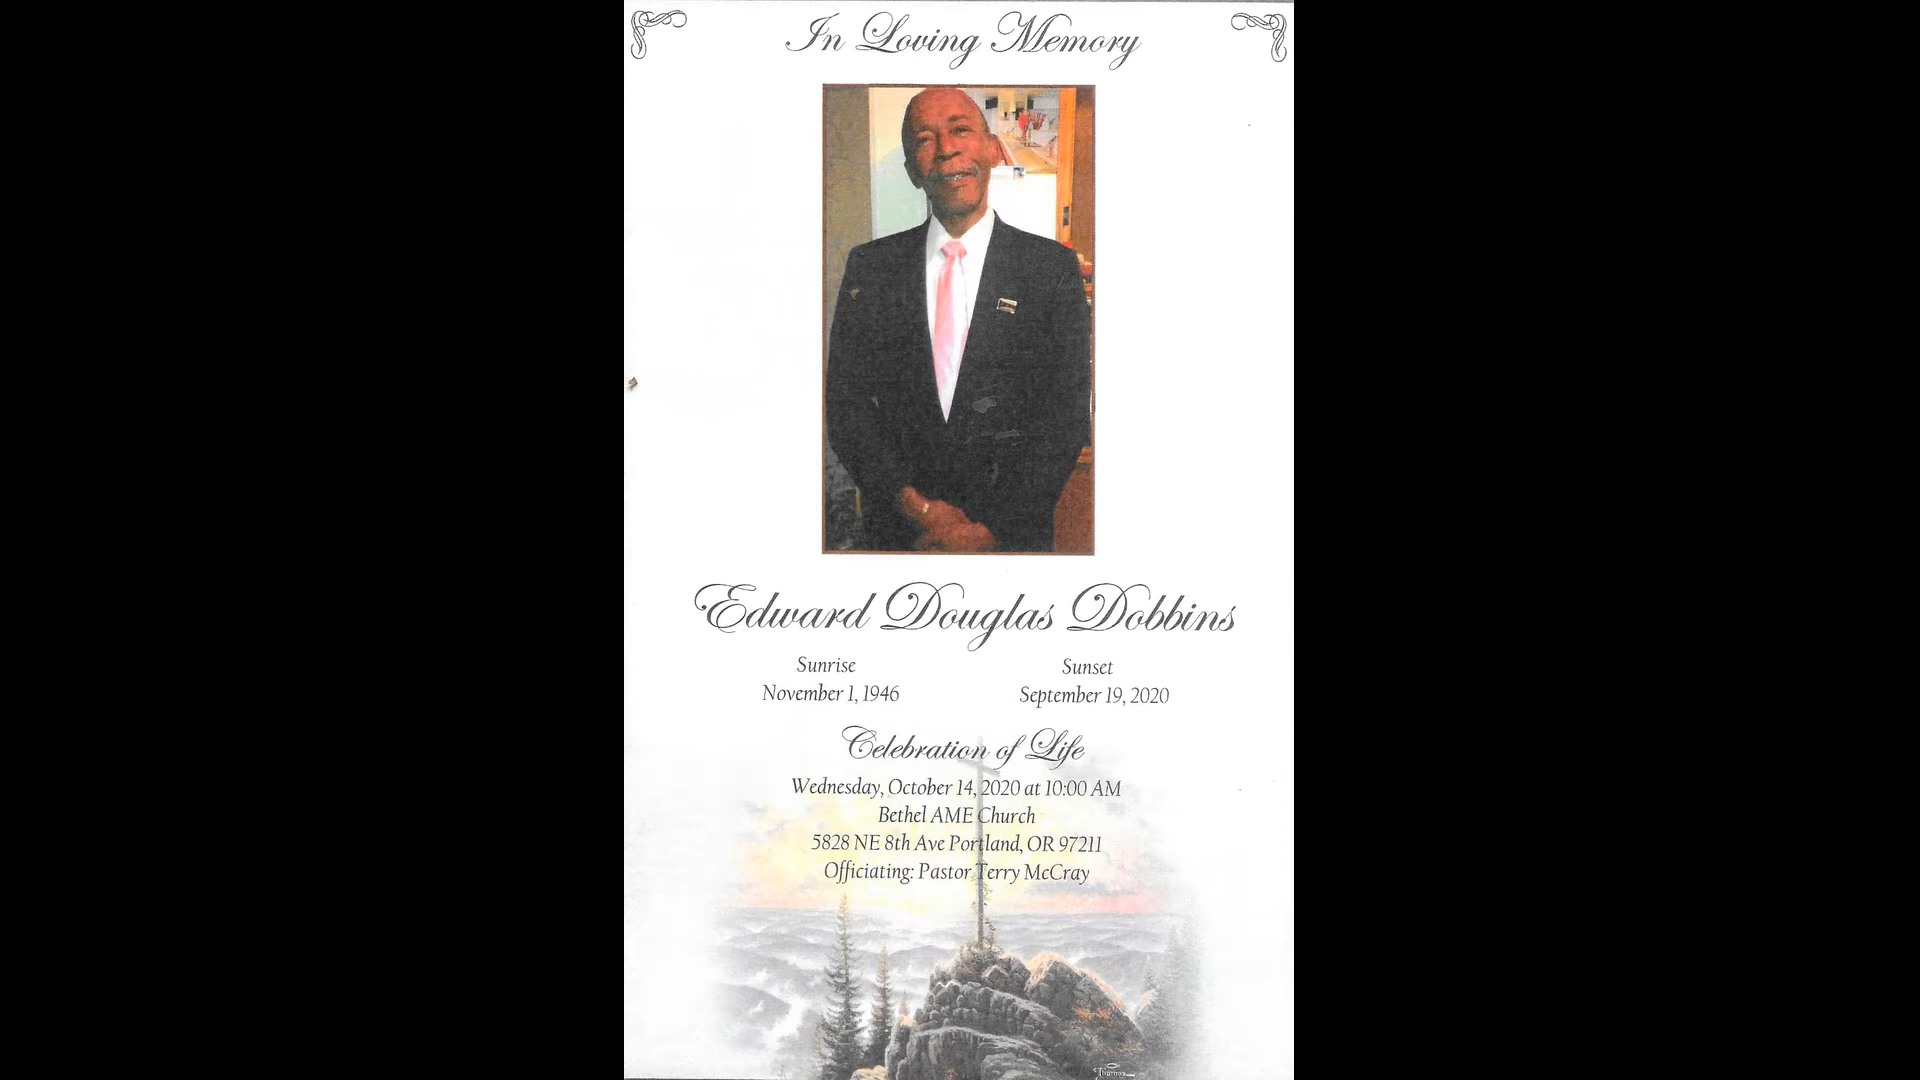 In Loving Memory
Edward Douglas Dobbins
Sunrise
November 1, 1946
Sunset
September 19, 2020
Celebration of Life
Wednesday, October 14, 2020 at 10:00 AM
Bethel AME Church
5828 NE 8th Ave Portland, OR 97211
Officiating: Pastor Terry McCray
Thomas